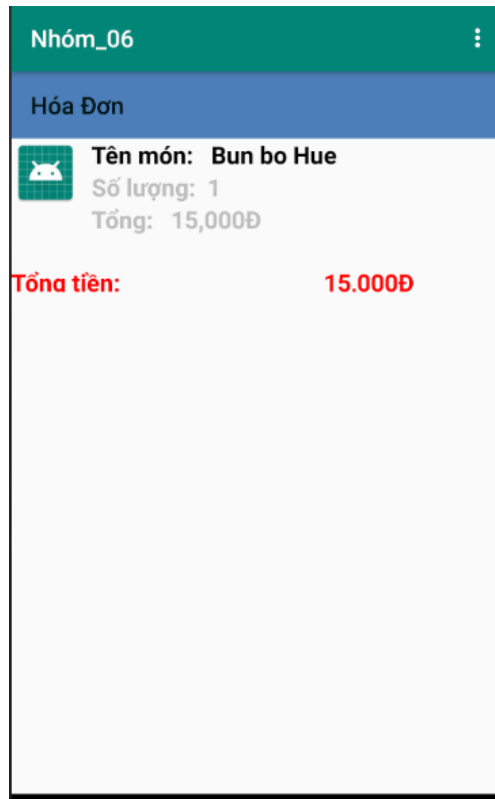 Nhóm_06
Hóa Đơn
Tên món: Bun bo Hue
Số lượng: 1
Tổng: 15,000Đ
Tổng tiền: 15.000Đ